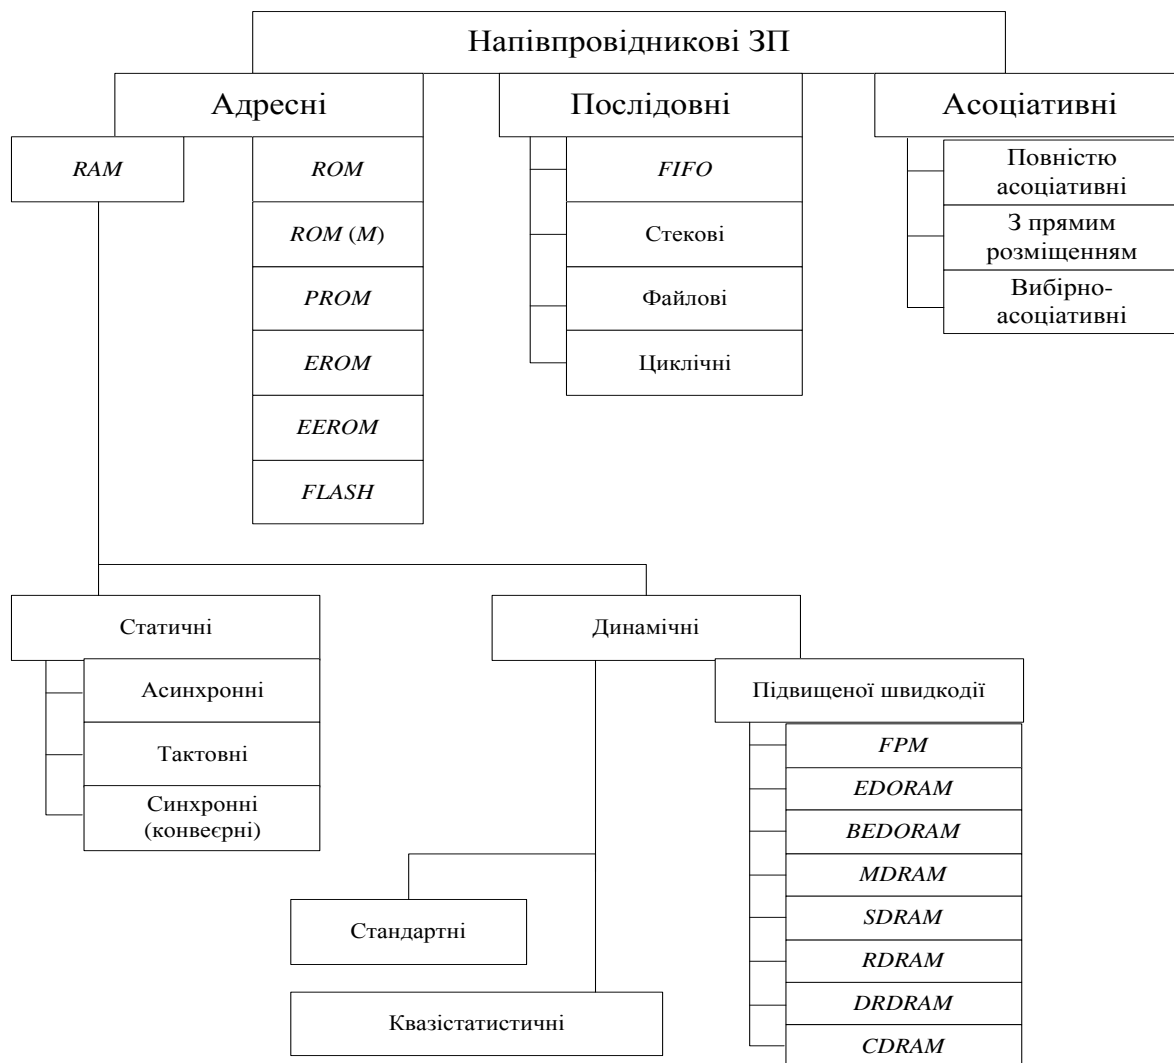 Напівпровідникові ЗП
Адресні
Послідовні
Асоціативні
RAM
ROM
ROM (M)
PROM
EROM
EEROM
FLASH
FIFO
Стекові
Файлові
Циклічні
Повністю
асоціативні
З прямим
розміщенням
Вибірно-
асоціативні
Статичні
Асинхронні
Тактовні
Синхронні
(конвеєрні)
Динамічні
Підвищеної швидкодії
FPM
EDORAM
BEDORAM
MDRAM
SDRAM
RDRAM
DRDRAM
CDRAM
Стандартні
Квазістатистичні